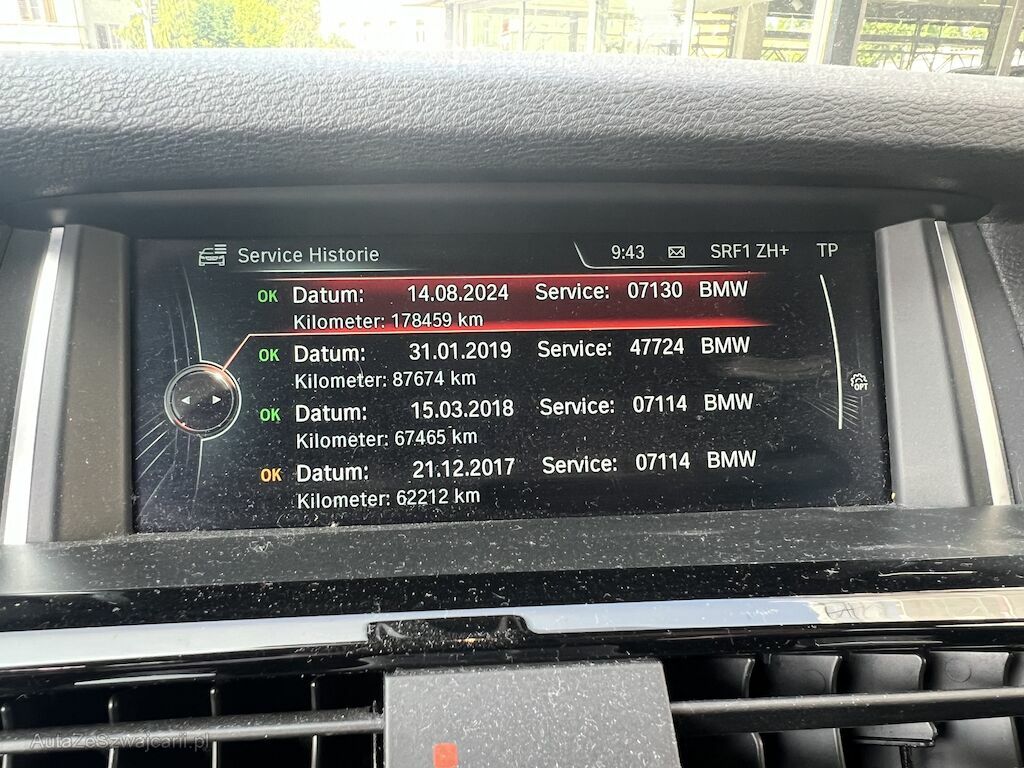 Service Historie 9:43 SRF1 ZH+ TP
OK Datum: 14.08.2024 Service: 07130 BMW
Kilometer: 178459 km
OK Datum: 31.01.2019 Service: 47724 BMW
Kilometer: 87674 km
OPT
OK Datum: 15.03.2018 Service: 07114 BMW
Kilometer: 67465 km
OK Datum: 21.12.2017 Service: 07114 BMW
Kilometer: 62212 km
AutaZeSzwajcarii.pl